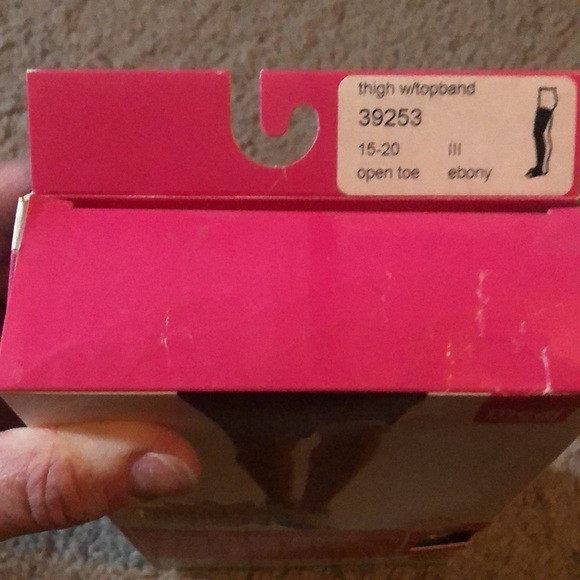 thigh w/topband
39253
15-20 III
open toe ebony